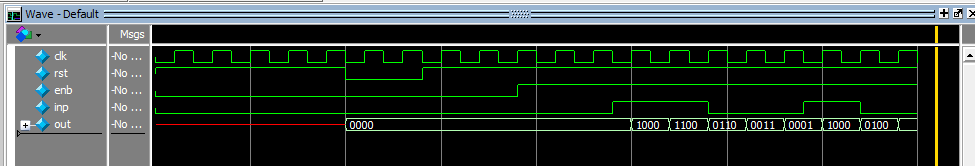 Wave - Default
Msgs
clk -No ...
rst -No ...
enb -No ...
inp -No ...
out -No ... 0000 1000 1100 0110 0011 0001 1000 0100